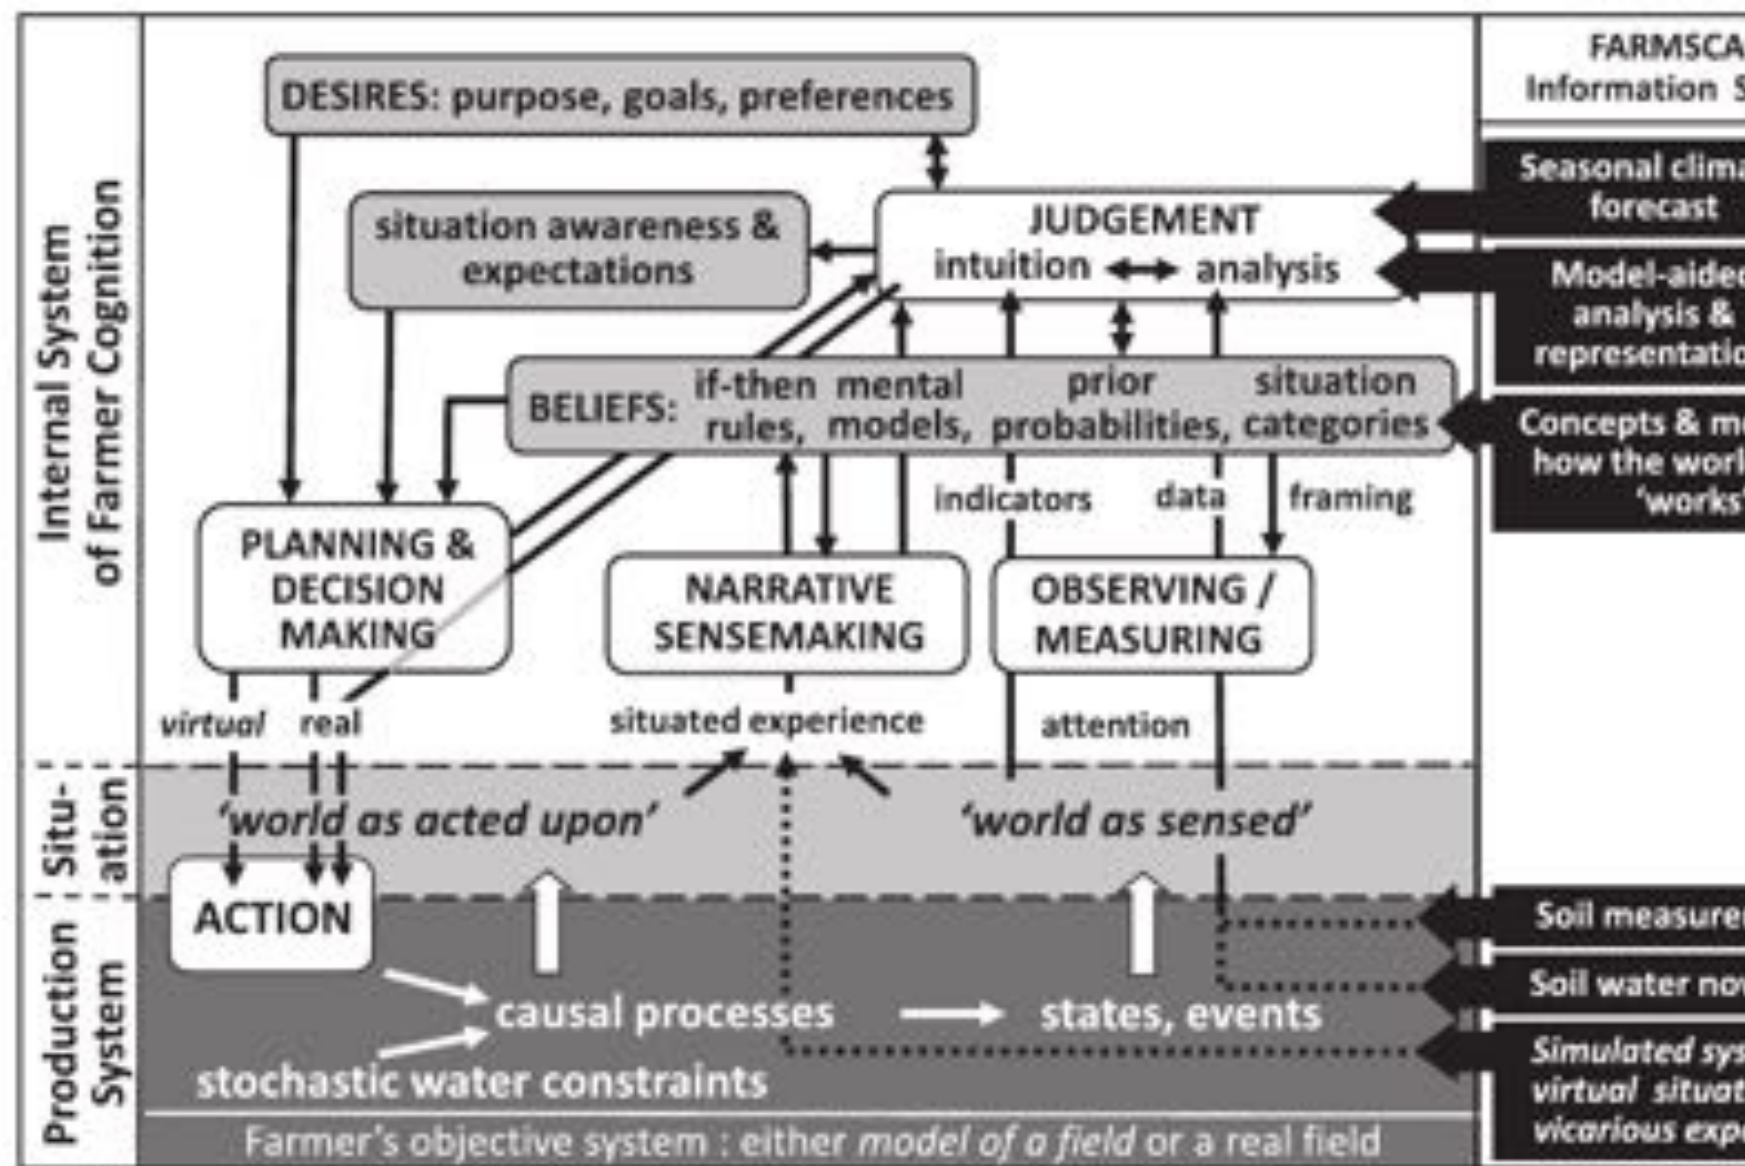 FARMSCA
Information S
DESIRES: purpose, goals, preferences
situation awareness &
expectations
JUDGEMENT
intuition analysis
Seasonal clima
forecast
Model-aided
analysis &
representatio
Concepts & m
how the worl
'works'
BELIEFS:
if-then
rules,
mental
models,
prior
probabilities,
situation
categories
indicators
data
framing
Internal System
of Farmer Cognition
PLANNING &
DECISION
MAKING
NARRATIVE
SENSEMAKING
OBSERVING /
MEASURING
virtual
real
situated experience
attention
Situ-
ation
'world as acted upon'
'world as sensed'
Production
System
ACTION
causal processes
states, events
stochastic water constraints
Farmer's objective system : either model of a field or a real field
Soil measurer
Soil water no
Simulated sys
virtual situat
vicarious exp